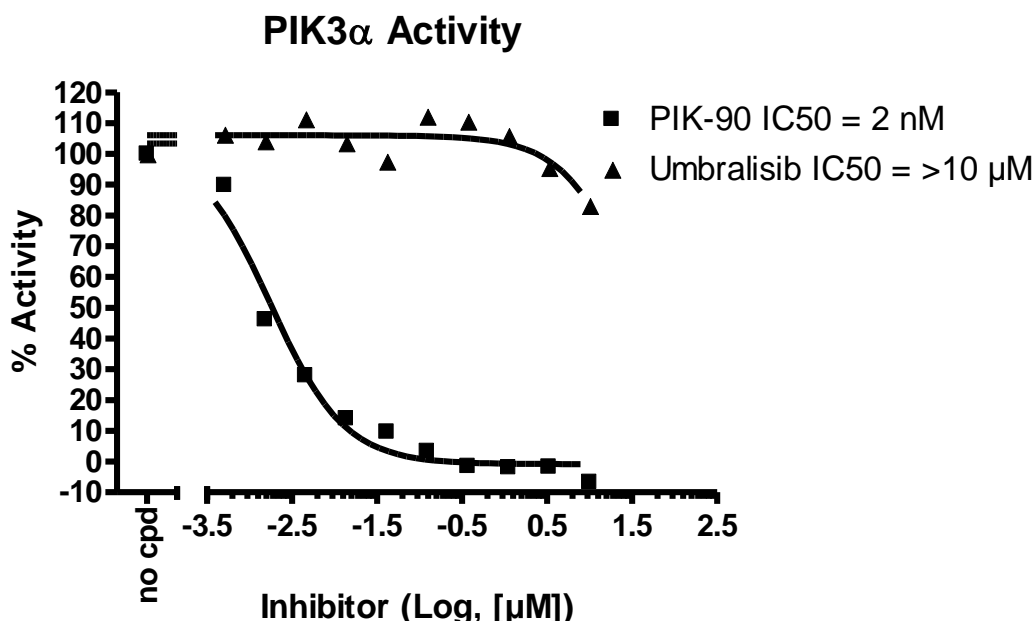 PIK3α Activity
120
110
100
90
80
70
60
50
40
30
20
10
0
-10
% Activity
no cpd
-3.5 -2.5 -1.5 -0.5 0.5 1.5 2.5
Inhibitor (Log, [µM])
PIK-90 IC50 = 2 nM
Umbralisib IC50 = >10 µM